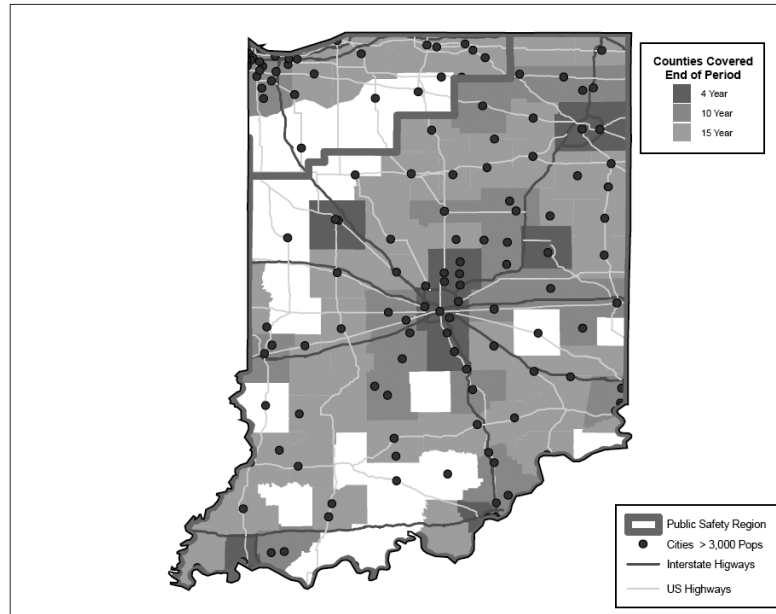 Counties Covered
End of Period
4 Year
10 Year
15 Year
Public Safety Region
Cities > 3,000 Pops
Interstate Higways
US Highways